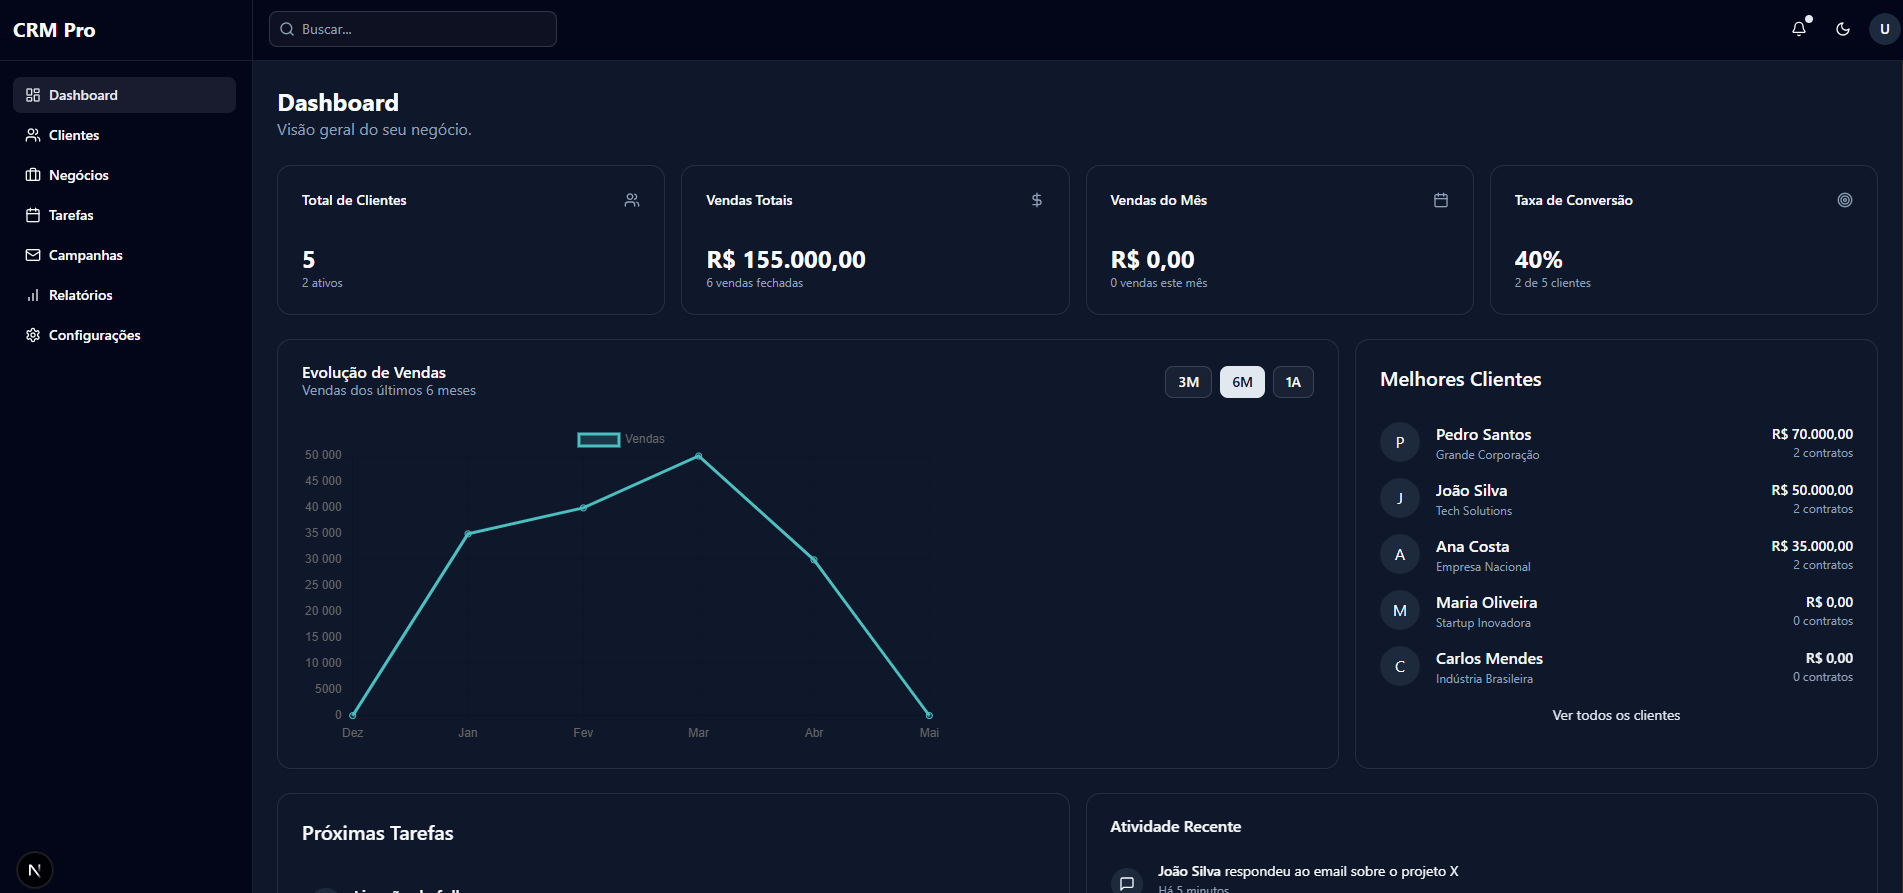 CRM Pro
Buscar...
U
Dashboard
Clientes
Negócios
Tarefas
Campanhas
Relatórios
Configurações
N
Dashboard
Visão geral do seu negócio.
Total de Clientes
5
2 ativos
Vendas Totais
R$ 155.000,00
6 vendas fechadas
Vendas do Mês
R$ 0,00
0 vendas este mês
Taxa de Conversão
40%
2 de 5 clientes
Evolução de Vendas
Vendas dos últimos 6 meses
3M 6M 1A
Vendas
50 000
45 000
40 000
35 000
30 000
25 000
20 000
15 000
10 000
5000
0
Dez Jan Fev Mar Abr Mai
Melhores Clientes
P Pedro Santos R$ 70.000,00
Grande Corporação 2 contratos
J João Silva R$ 50.000,00
Tech Solutions 2 contratos
A Ana Costa R$ 35.000,00
Empresa Nacional 2 contratos
M Maria Oliveira R$ 0,00
Startup Inovadora 0 contratos
C Carlos Mendes R$ 0,00
Indústria Brasileira 0 contratos
Ver todos os clientes
Próximas Tarefas
Atividade Recente
João Silva respondeu ao email sobre o projeto X
Há 5 minutos